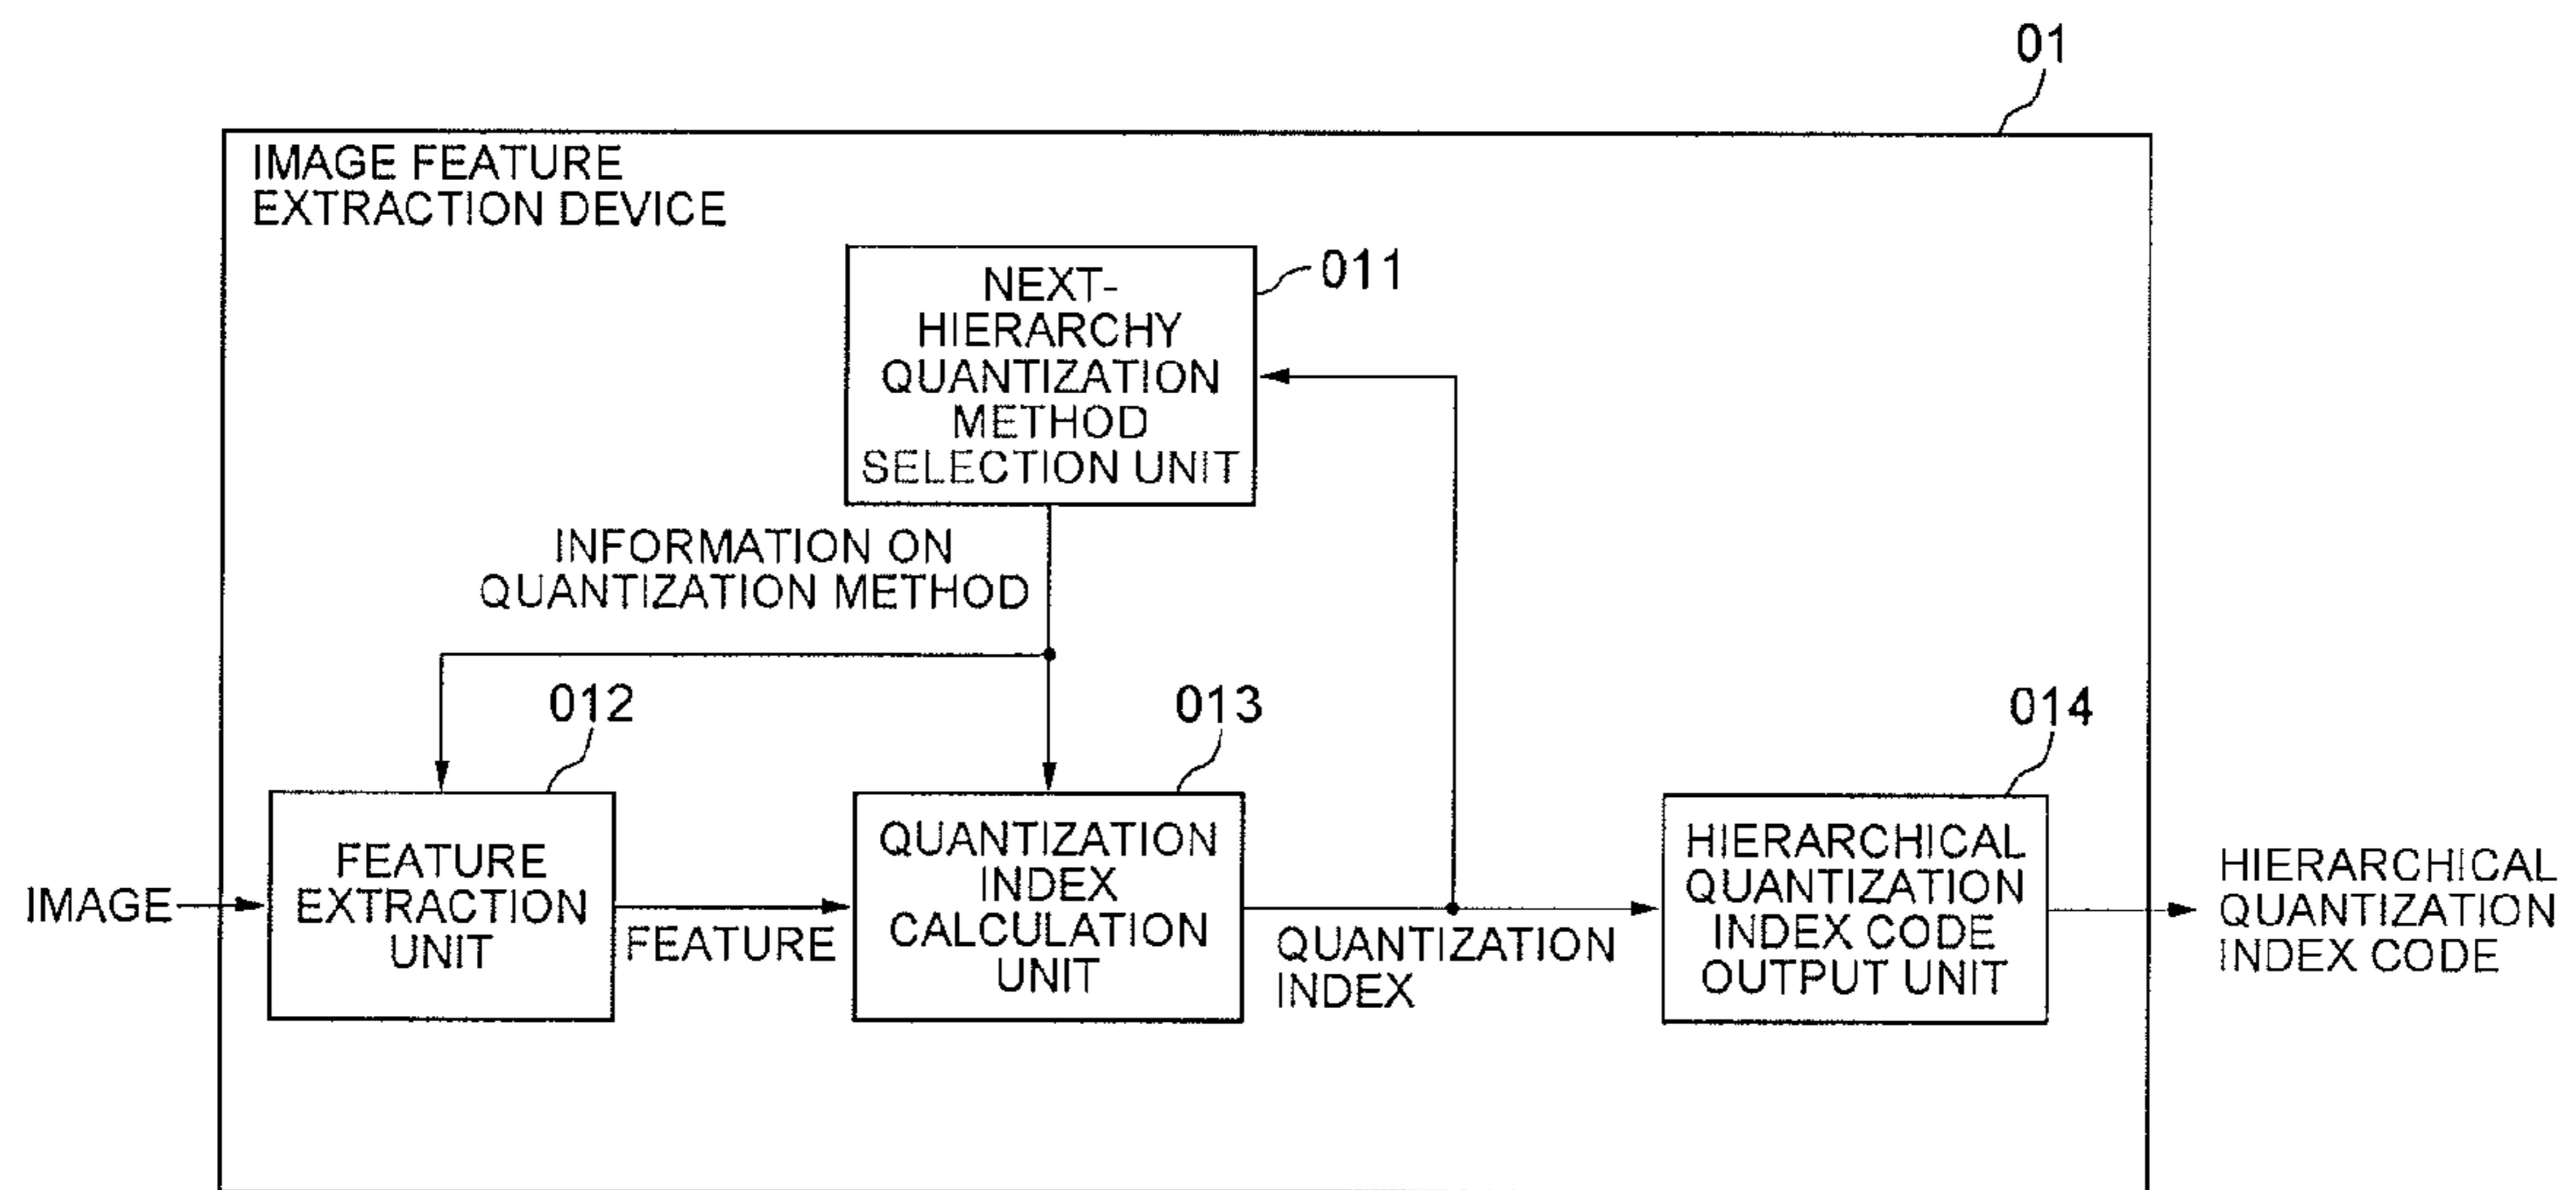 01
IMAGE FEATURE
EXTRACTION DEVICE
NEXT-
HIERARCHY
QUANTIZATION
METHOD
SELECTION UNIT
011
INFORMATION ON
QUANTIZATION METHOD
012
013
014
IMAGE
FEATURE
EXTRACTION
UNIT
FEATURE
QUANTIZATION
INDEX
CALCULATION
UNIT
QUANTIZATION
INDEX
HIERARCHICAL
QUANTIZATION
INDEX CODE
OUTPUT UNIT
HIERARCHICAL
QUANTIZATION
INDEX CODE